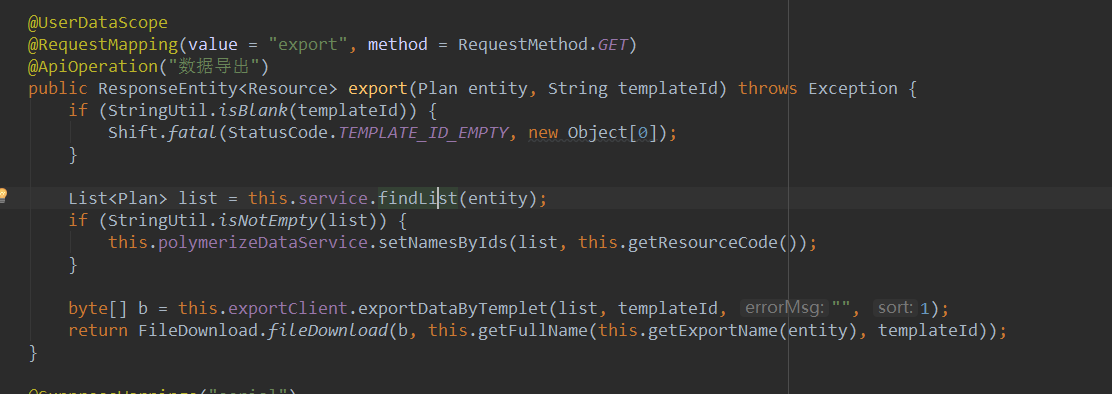 @UserDataScope
@RequestMapping(value = "export", method = RequestMethod.GET)
@ApiOperation("数据导出")
public ResponseEntity<Resource> export(Plan entity, String templateId) throws Exception {
    if (StringUtil.isBlank(templateId)) {
        Shift.fatal(StatusCode.TEMPLATE_ID_EMPTY, new Object[0]);
    }
    List<Plan> list = this.service.findList(entity);
    if (StringUtil.isNotEmpty(list)) {
        this.polymerizeDataService.setNamesByIds(list, this.getResourceCode());
    }
    byte[] b = this.exportClient.exportDataByTemplet(list, templateId, errorMsg: "", sort: 1);
    return FileDownload.fileDownload(b, this.getFullName(this.getExportName(entity), templateId));
}